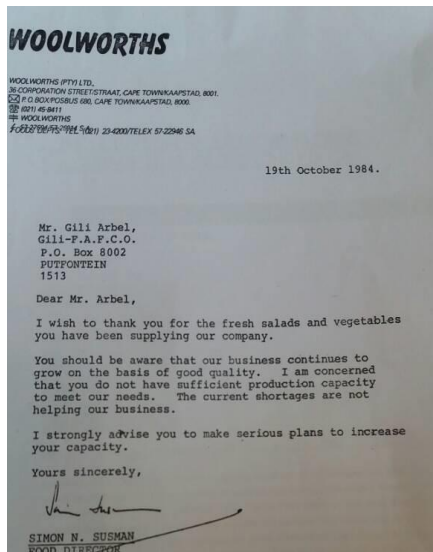 WOOLWORTHS
WOOLWORTHS (PTY) LTD.,
36 CORPORATION STREET/STRAAT, CAPE TOWN/KAAPSTAD, 8001.
P.O. BOX/POSBUS 680, CAPE TOWN/KAAPSTAD, 8000.
(021) 45-8411
WOOLWORTHS
FOODS DEPTS' TEL (021) 23-4200/TELEX 57-22946 SA
19th October 1984.
Mr. Gili Arbel,
Gili-F.A.F.C.O.
P.O. Box 8002
PUTFONTEIN
1513
Dear Mr. Arbel,
I wish to thank you for the fresh salads and vegetables
you have been supplying our company.
You should be aware that our business continues to
grow on the basis of good quality. I am concerned
that you do not have sufficient production capacity
to meet our needs. The current shortages are not
helping our business.
I strongly advise you to make serious plans to increase
your capacity.
Yours sincerely,
SIMON N. SUSMAN
FOOD DIRECTOR